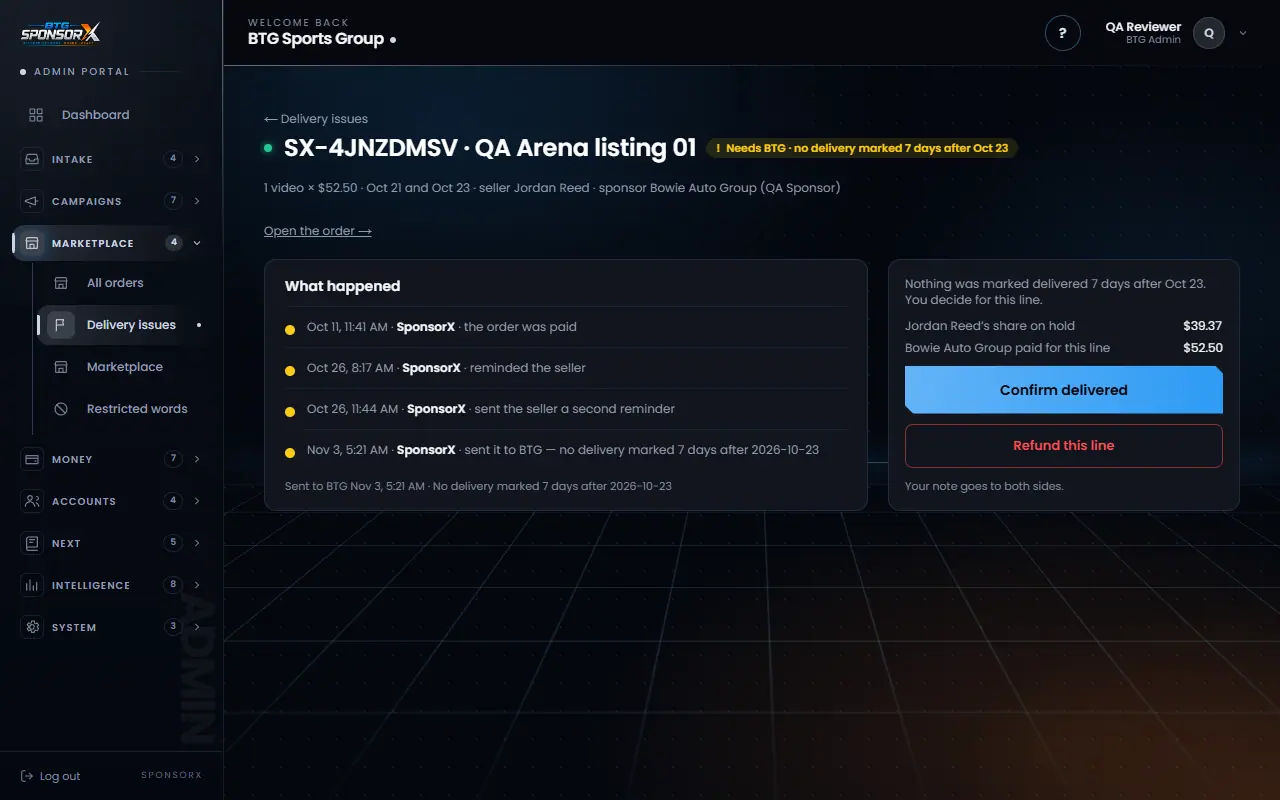 BTG
SPONSORX
ADMIN PORTAL
Dashboard
INTAKE 4
CAMPAIGNS 7
MARKETPLACE 4
All orders
Delivery issues
Marketplace
Restricted words
MONEY 7
ACCOUNTS 4
NEXT 5
INTELLIGENCE 8
SYSTEM 3
ADMIN
Log out SPONSORX
WELCOME BACK
BTG Sports Group
?
QA Reviewer
BTG Admin
Q
← Delivery issues
SX-4JNZDMSV · QA Arena listing 01 ! Needs BTG · no delivery marked 7 days after Oct 23
1 video × $52.50 · Oct 21 and Oct 23 · seller Jordan Reed · sponsor Bowie Auto Group (QA Sponsor)
Open the order →
What happened
Oct 11, 11:41 AM · SponsorX · the order was paid
Oct 26, 8:17 AM · SponsorX · reminded the seller
Oct 26, 11:44 AM · SponsorX · sent the seller a second reminder
Nov 3, 5:21 AM · SponsorX · sent it to BTG — no delivery marked 7 days after 2026-10-23
Sent to BTG Nov 3, 5:21 AM · No delivery marked 7 days after 2026-10-23
Nothing was marked delivered 7 days after Oct 23.
You decide for this line.
Jordan Reed's share on hold $39.37
Bowie Auto Group paid for this line $52.50
Confirm delivered
Refund this line
Your note goes to both sides.